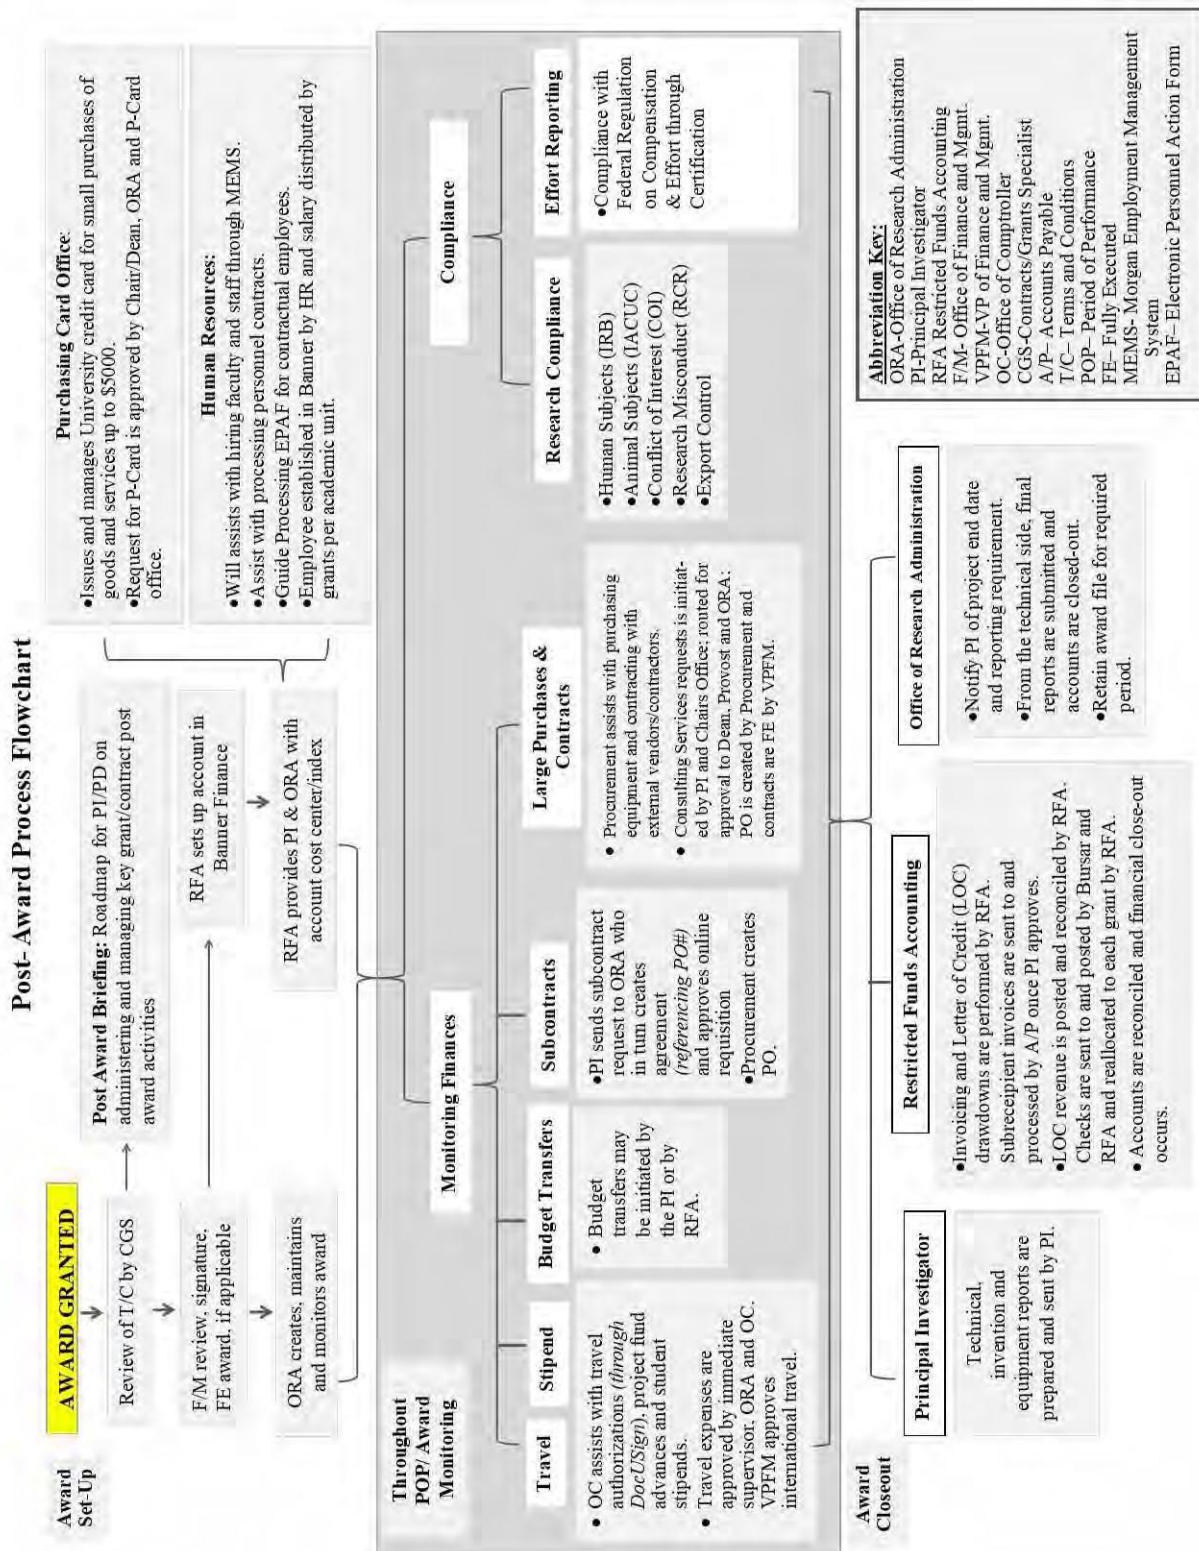 Post- Award Process Flowchart
Award
Set-Up
AWARD GRANTED
Review of T/C by CGS
F/M review, signature,
FE award, if applicable
ORA creates, maintains
and monitors award
Post Award Briefing: Roadmap for PI/PD on
administering and managing key grant/contract post
award activities
RFA sets up account in
Banner Finance
RFA provides PI & ORA with
account cost center/index
Purchasing Card Office:
•Issues and manages University credit card for small purchases of
goods and services up to $5000.
•Request for P-Card is approved by Chair/Dean, ORA and P-Card
office.
Human Resources:
•Will assists with hiring faculty and staff through MEMS.
•Assist with processing personnel contracts.
•Guide Processing EPAF for contractual employees.
•Employee established in Banner by HR and salary distributed by
grants per academic unit.
Throughout
POP/ Award
Monitoring
Monitoring Finances
Compliance
Travel
Stipend
• OC assists with travel
authorizations (through
DocUSign), project fund
advances and student
stipends.
• Travel expenses are
approved by immediate
supervisor, ORA and OC.
VPFM approves
international travel.
Budget Transfers
• Budget
transfers may
be initiated by
the PI or by
RFA.
Subcontracts
•PI sends subcontract
request to ORA who
in turn creates
agreement
(referencing PO#)
and approves online
requisition
•Procurement creates
PO.
Large Purchases &
Contracts
• Procurement assists with purchasing
equipment and contracting with
external vendors/contractors.
• Consulting Services requests is initiat-
ed by PI and Chairs Office; routed for
approval to Dean, Provost and ORA;
PO is created by Procurement and
contracts are FE by VPFM.
Research Compliance
•Human Subjects (IRB)
•Animal Subjects (IACUC)
•Conflict of Interest (COI)
•Research Misconduct (RCR)
•Export Control
Effort Reporting
•Compliance with
Federal Regulation
on Compensation
& Effort through
Certification
Award
Closeout
Principal Investigator
Technical,
invention and
equipment reports are
prepared and sent by PI.
Restricted Funds Accounting
•Invoicing and Letter of Credit (LOC)
drawdowns are performed by RFA.
Subreceipient invoices are sent to and
processed by A/P once PI approves.
•LOC revenue is posted and reconciled by RFA.
Checks are sent to and posted by Bursar and
RFA and reallocated to each grant by RFA.
• Accounts are reconciled and financial close-out
occurs.
Office of Research Administration
•Notify PI of project end date
and reporting requirement.
•From the technical side, final
reports are submitted and
accounts are closed-out.
•Retain award file for required
period.
Abbreviation Key:
ORA-Office of Research Administration
PI-Principal Investigator
RFA Restricted Funds Accounting
F/M- Office of Finance and Mgmt.
VPFM-VP of Finance and Mgmt.
OC-Office of Comptroller
CGS-Contracts/Grants Specialist
A/P– Accounts Payable
T/C– Terms and Conditions
POP– Period of Performance
FE– Fully Executed
MEMS- Morgan Employment Management
System
EPAF– Electronic Personnel Action Form